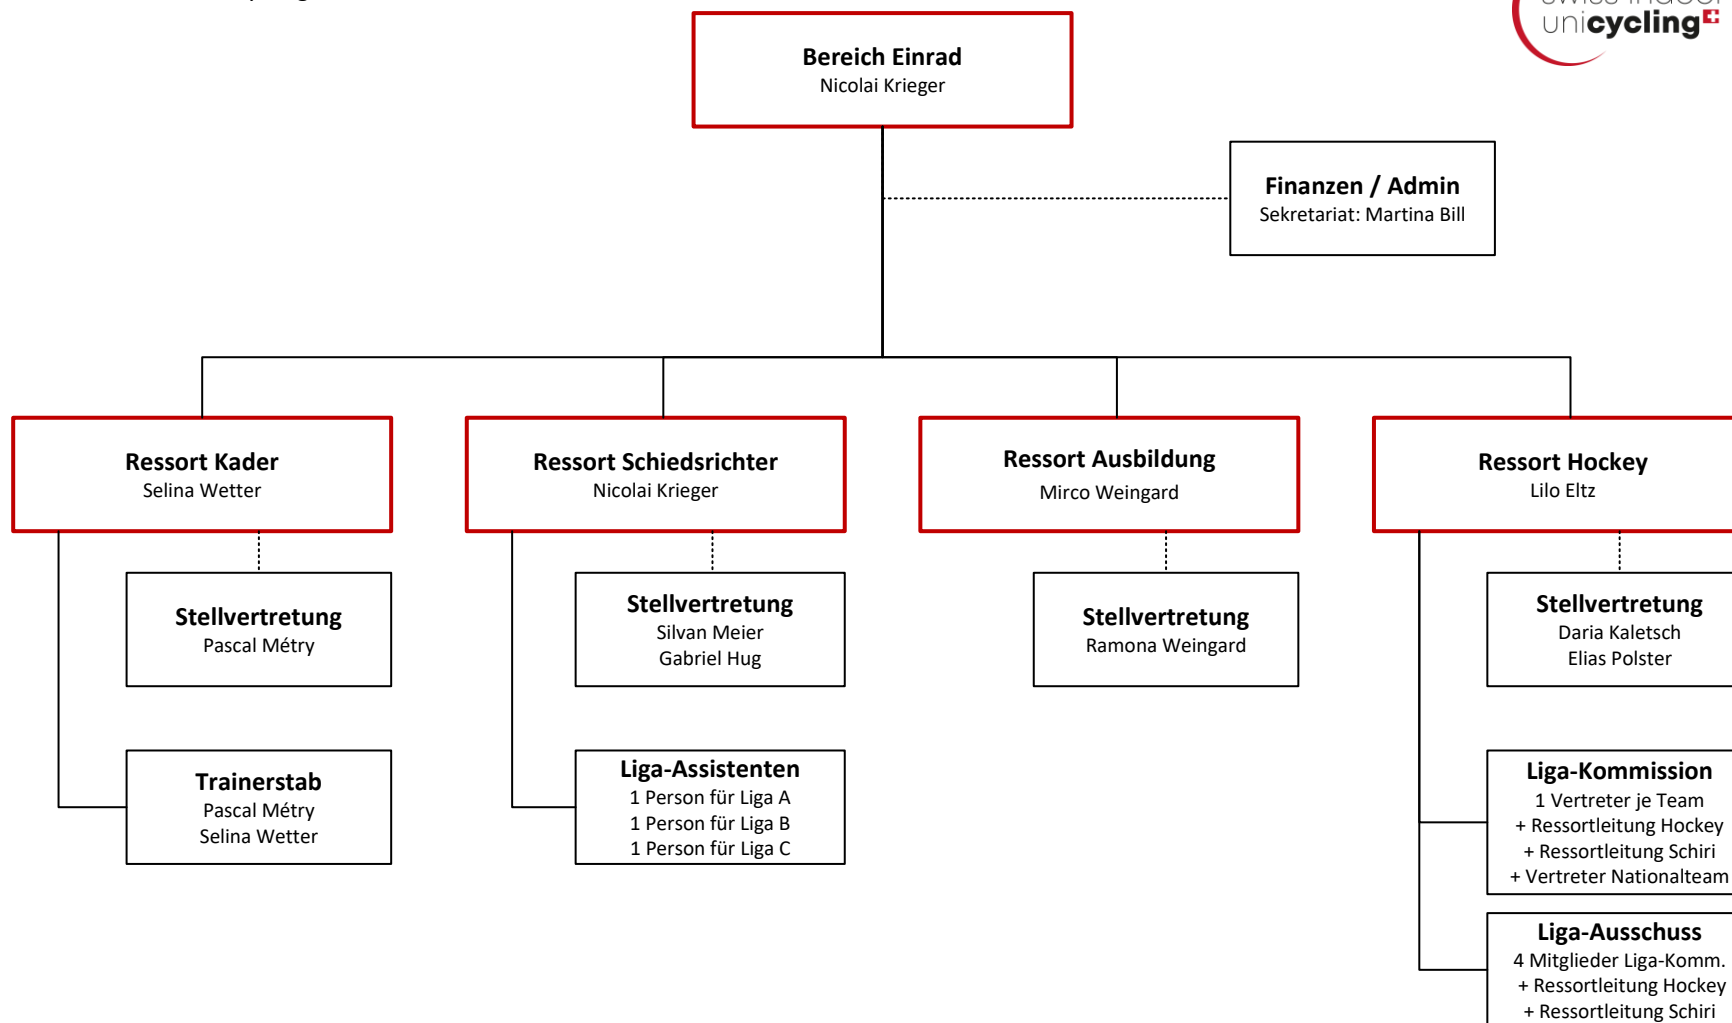 unicycling
Bereich Einrad
Nicolai Krieger
Finanzen / Admin
Sekretariat: Martina Bill
Ressort Kader
Selina Wetter
Ressort Schiedsrichter
Nicolai Krieger
Ressort Ausbildung
Mirco Weingard
Ressort Hockey
Lilo Eltz
Stellvertretung
Pascal Métry
Stellvertretung
Silvan Meier
Gabriel Hug
Stellvertretung
Ramona Weingard
Stellvertretung
Daria Kaletsch
Elias Polster
Trainerstab
Pascal Métry
Selina Wetter
Liga-Assistenten
1 Person für Liga A
1 Person für Liga B
1 Person für Liga C
Liga-Kommission
1 Vertreter je Team
+ Ressortleitung Hockey
+ Ressortleitung Schiri
+ Vertreter Nationalteam
Liga-Ausschuss
4 Mitglieder Liga-Komm.
+ Ressortleitung Hockey
+ Ressortleitung Schiri